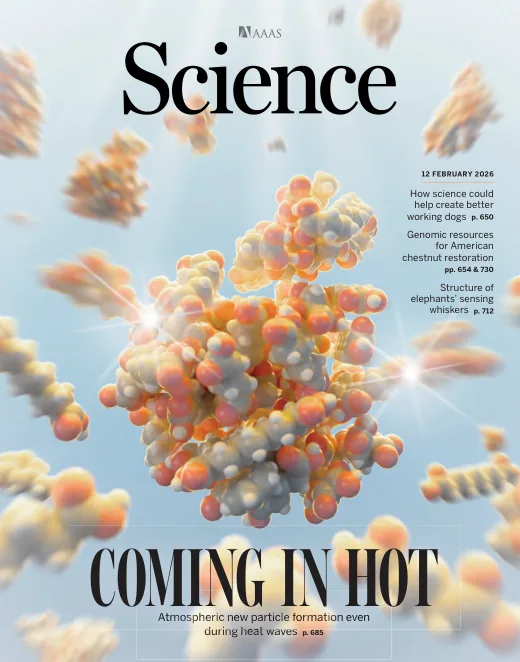 AAAS
Science
12 FEBRUARY 2026
How science could
help create better
working dogs p. 650
Genomic resources
for American
chestnut restoration
pp. 654 & 730
Structure of
elephants' sensing
whiskers p. 712
COMING IN HOT
Atmospheric new particle formation even
during heat waves p. 685